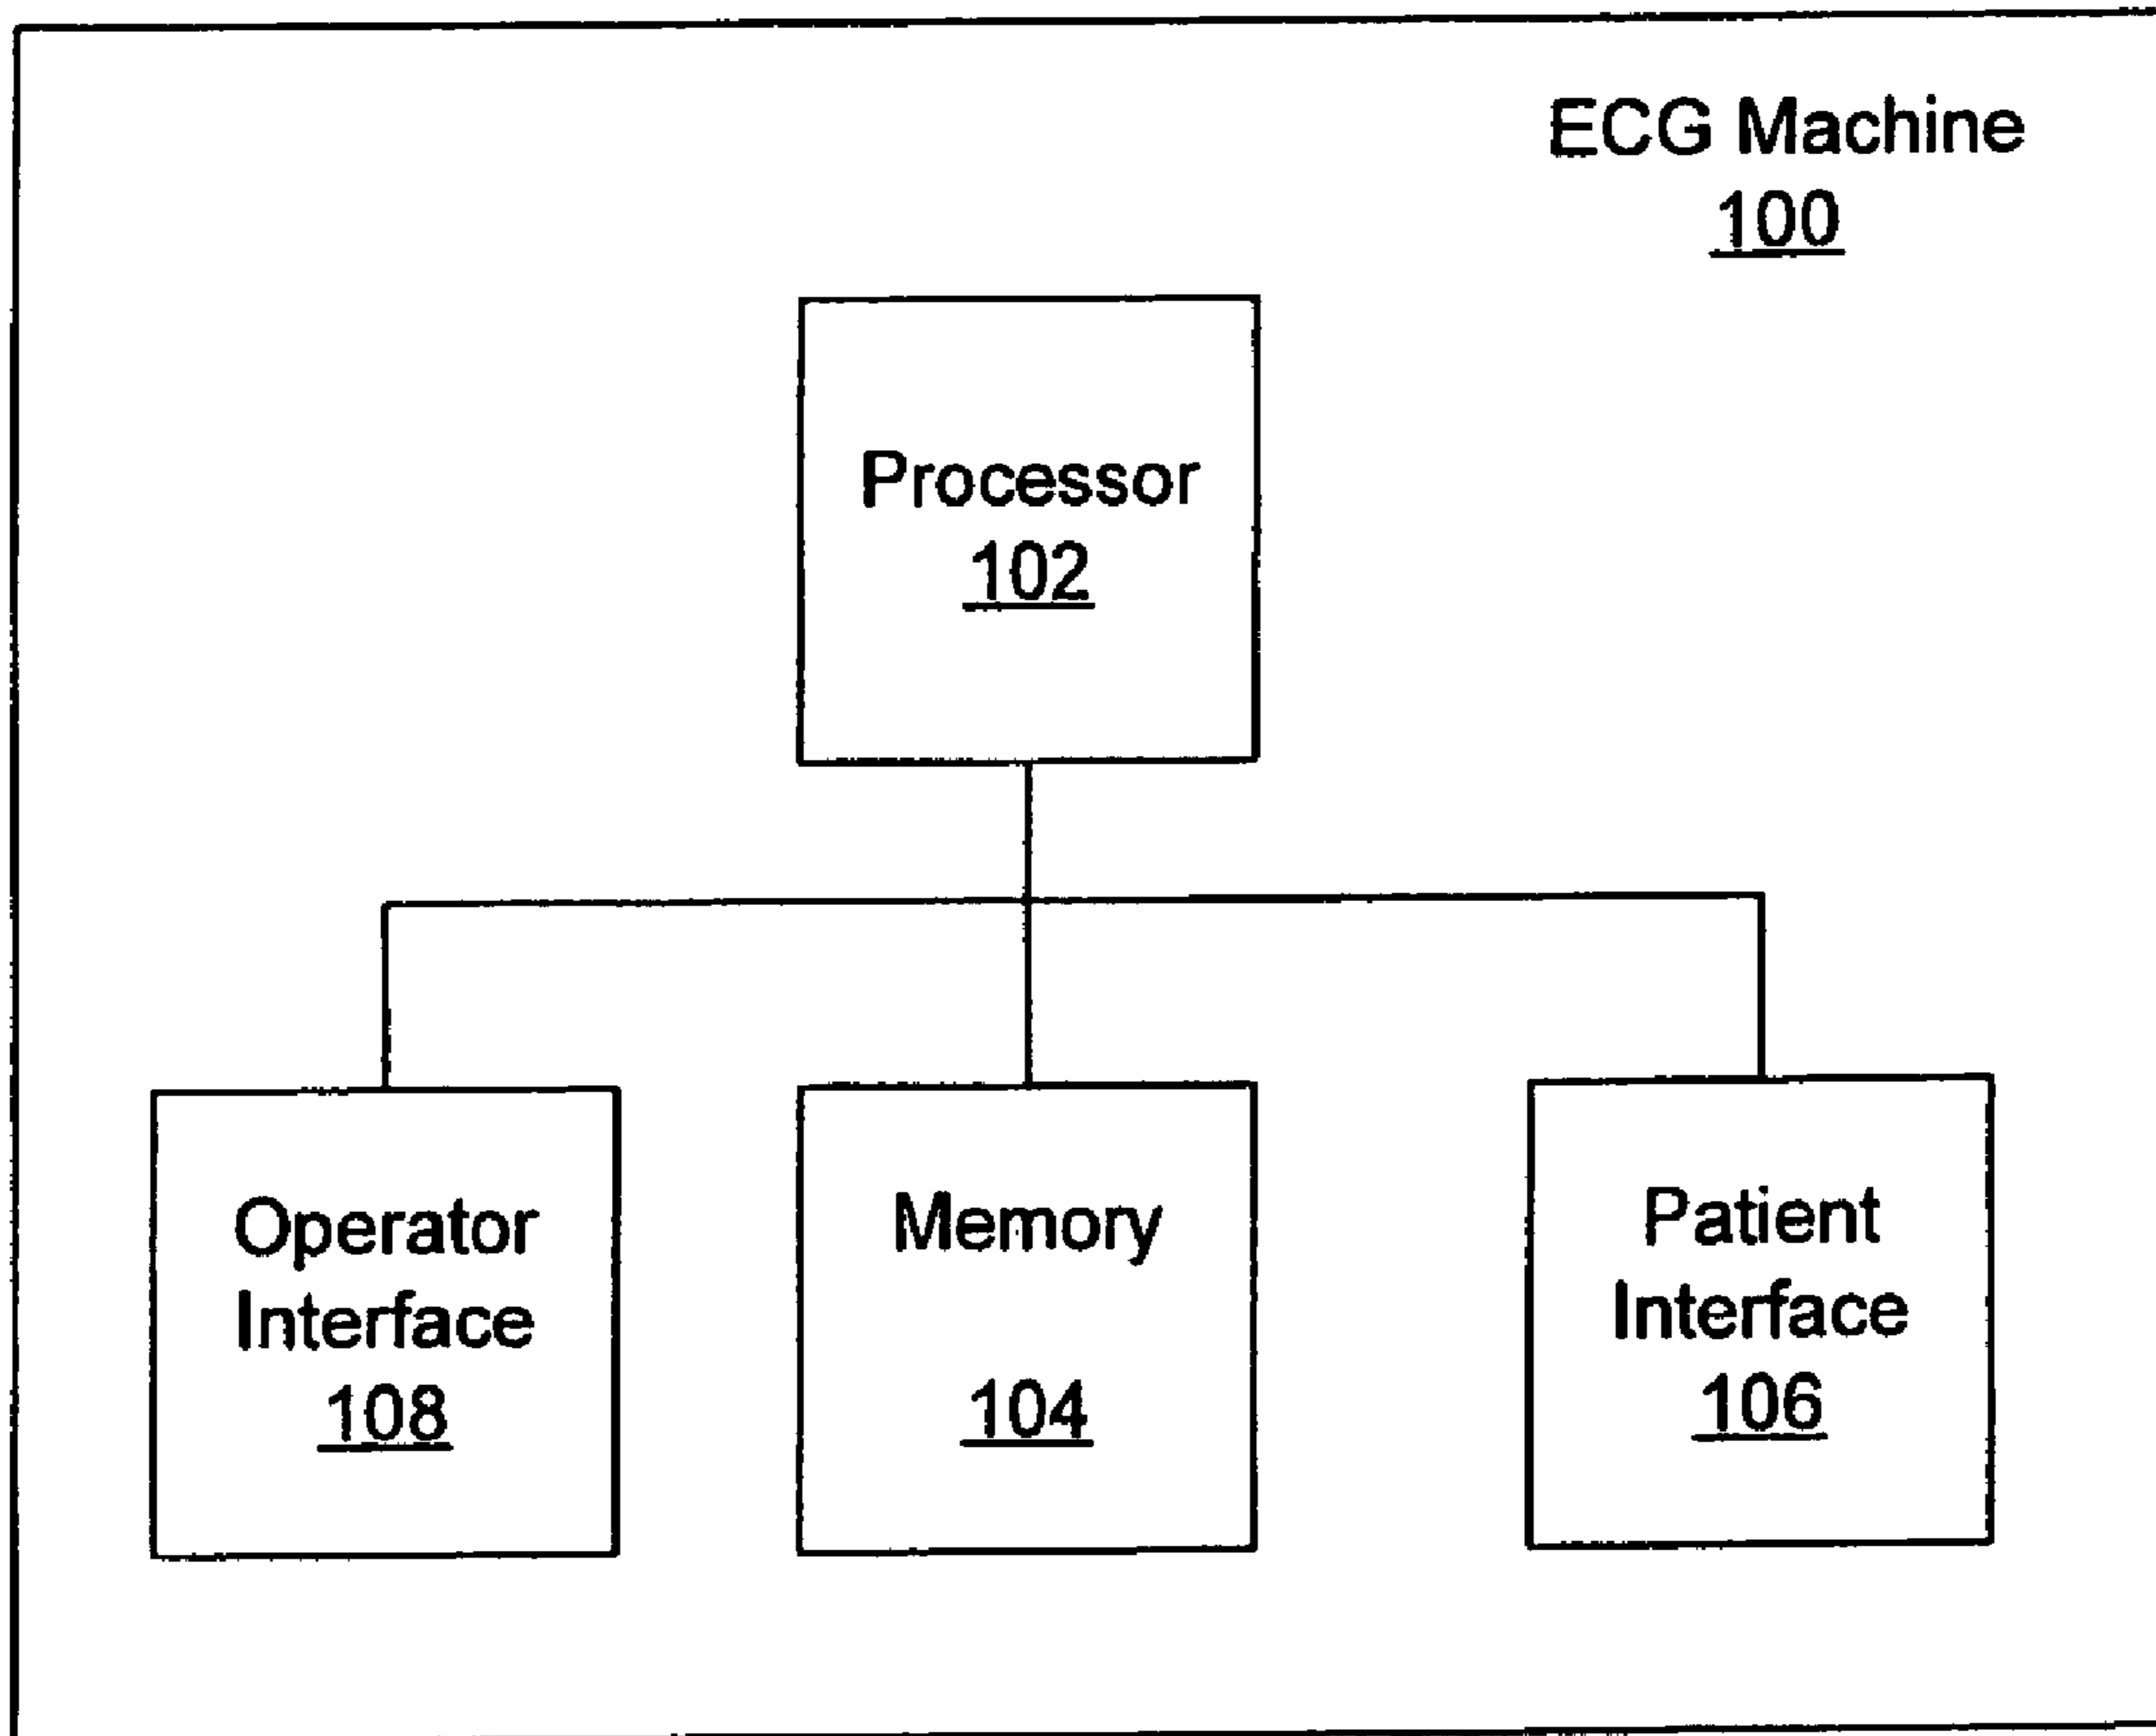 ECG Machine
100
Processor
102
Operator
Interface
108
Memory
104
Patient
Interface
106